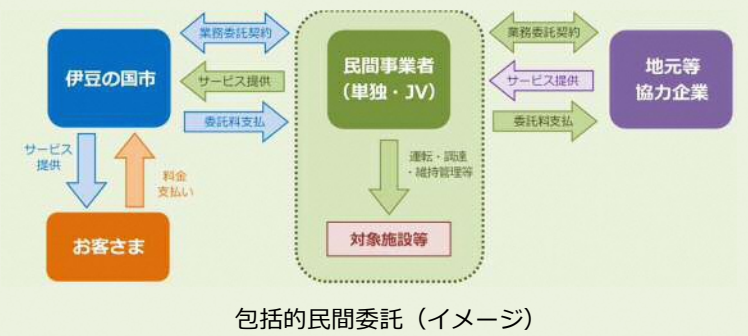 業務委託契約
業務委託契約
伊豆の国市
サービス提供
民間事業者
(単独・JV)
サービス提供
地元等
協力企業
委託料支払
委託料支払
サービス
提供
料金
支払い
運転・調達
・維持管理等
お客さま
対象施設等
包括的民間委託（イメージ）